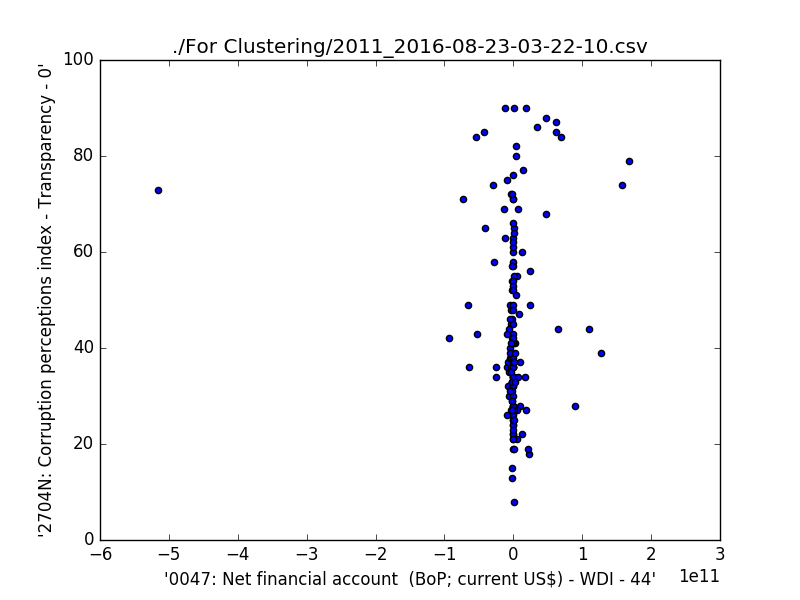 ./For Clustering/2011_2016-08-23-03-22-10.csv
'2704N: Corruption perceptions index - Transparency - 0'
100
80
60
40
20
0
−6 −5 −4 −3 −2 −1 0 1 2 3
1e11
'0047: Net financial account  (BoP; current US$) - WDI - 44'